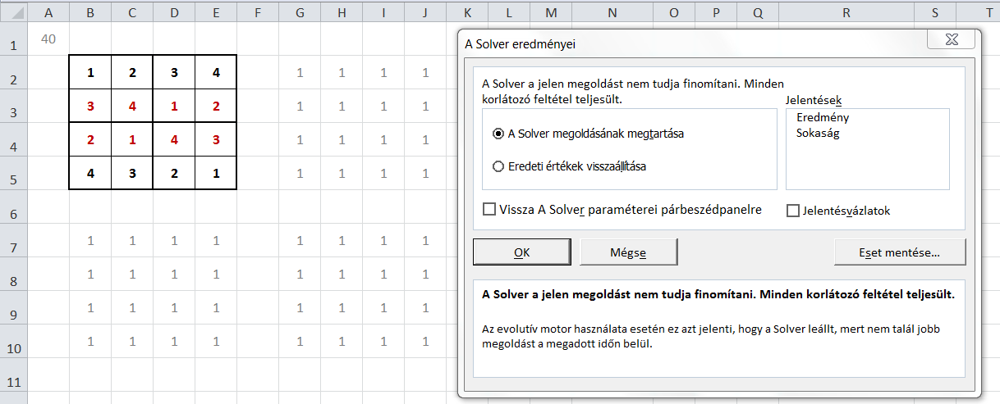 A B C D E F G H I J K L M N O P Q R S T
1 40
2 1 2 3 4 1 1 1 1
3 3 4 1 2 1 1 1 1
4 2 1 4 3 1 1 1 1
5 4 3 2 1 1 1 1 1
6
7 1 1 1 1 1 1 1 1
8 1 1 1 1 1 1 1 1
9 1 1 1 1 1 1 1 1
10 1 1 1 1 1 1 1 1
11
A Solver eredményei
A Solver a jelen megoldást nem tudja finomítani. Minden
korlátozó feltétel teljesült.
Jelentések
A Solver megoldásának megtartása
Eredeti értékek visszaállítása
Eredmény
Sokaság
Vissza A Solver paraméterei párbeszédpanelre
Jelentésvázlatok
OK
Mégse
Eset mentése...
A Solver a jelen megoldást nem tudja finomítani. Minden korlátozó feltétel teljesült.
Az evolutív motor használata esetén ez azt jelenti, hogy a Solver leállt, mert nem talál jobb
megoldást a megadott időn belül.